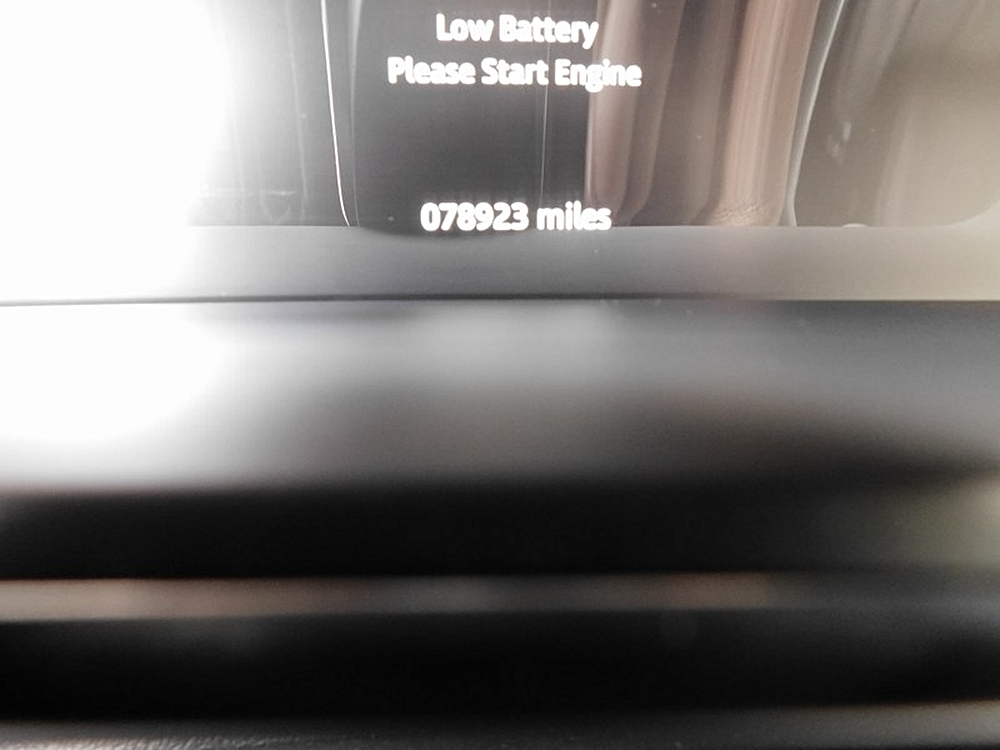 Low Battery
Please Start Engine
078923 miles